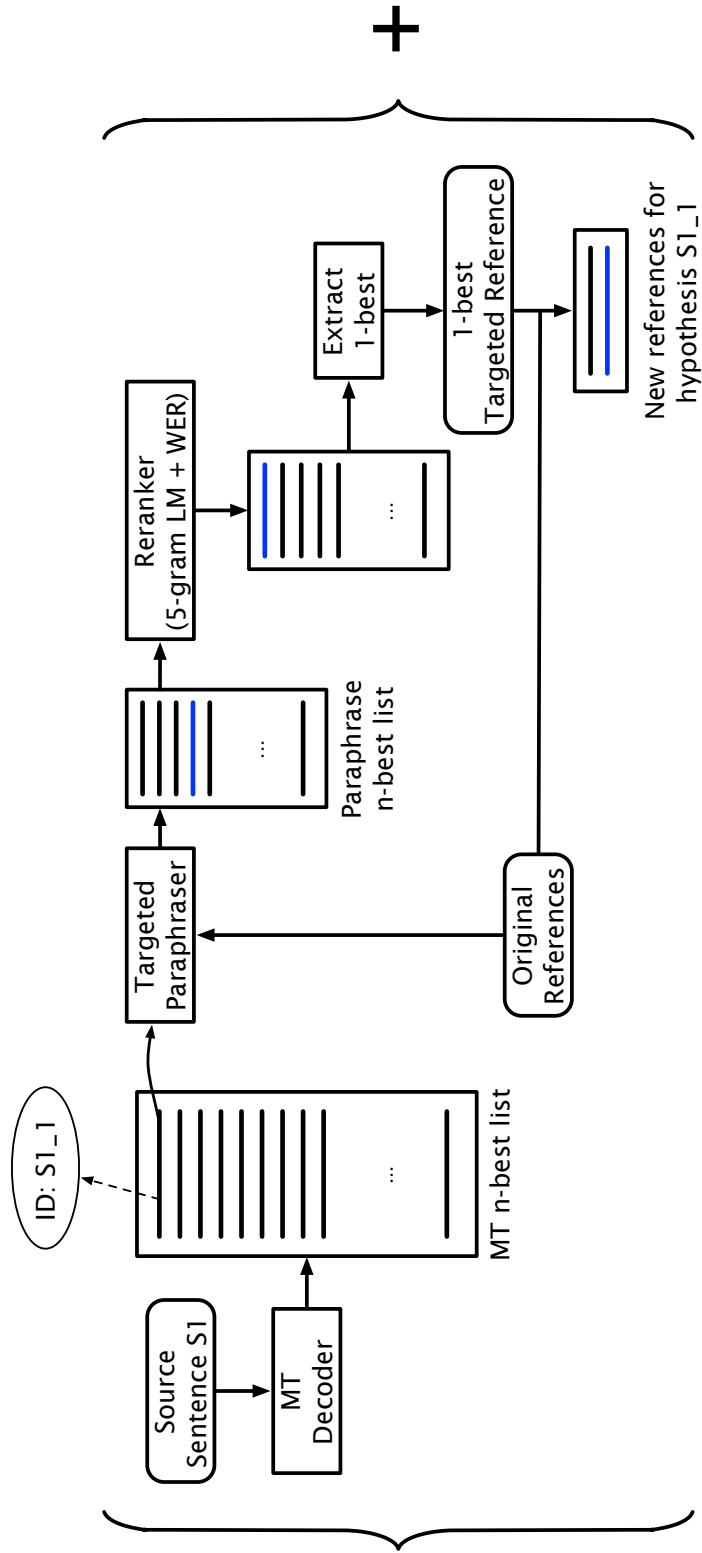 ID: S1_1
Source
Sentence S1
MT
Decoder
...
MT n-best list
Targeted
Paraphraser
Original
References
...
Paraphrase
n-best list
Reranker
(5-gram LM + WER)
...
Extract
1-best
1-best
Targeted Reference
New references for
hypothesis S1_1
+